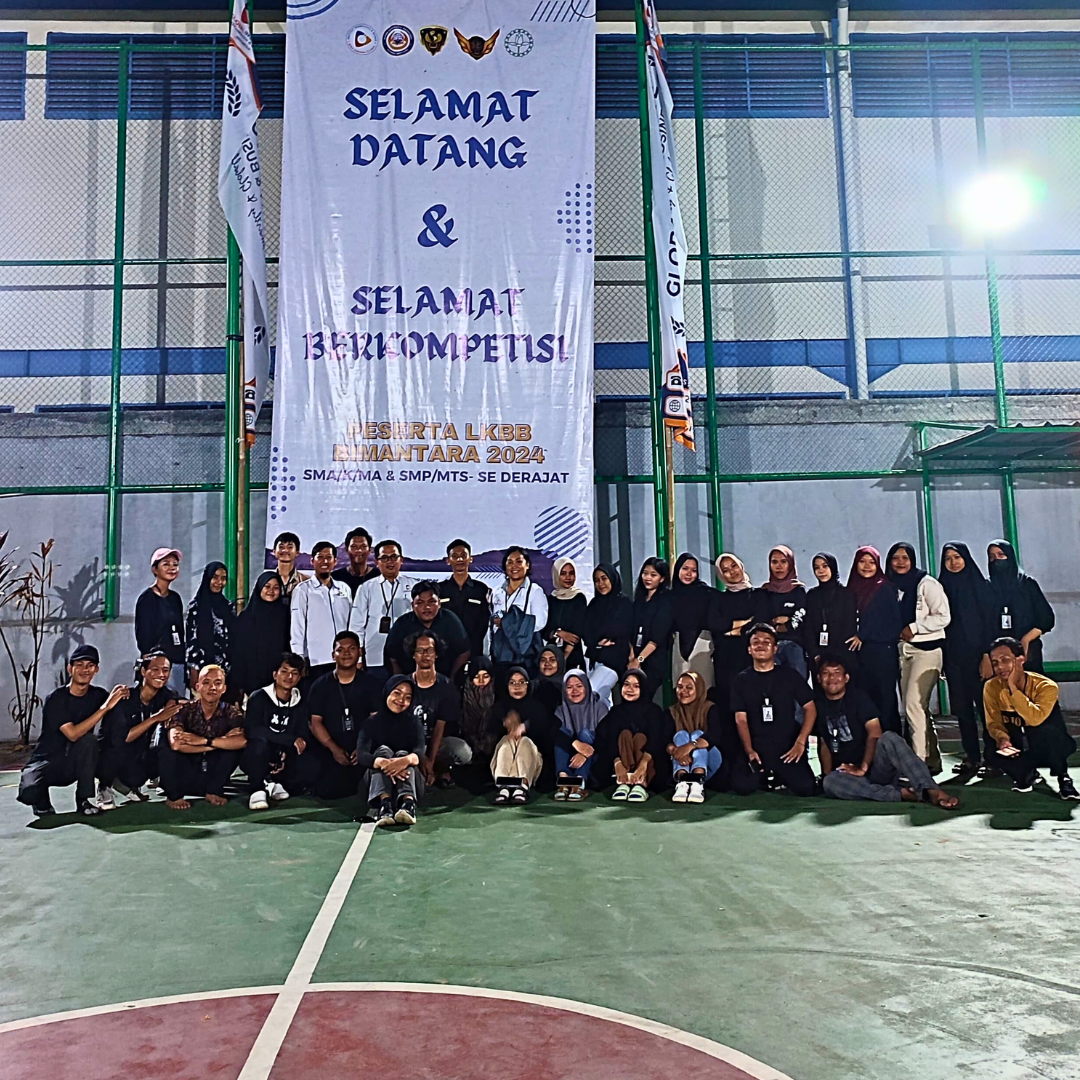 SELAMAT
DATANG
&
SELAMAT
BERKOMPETISI
PESERTA LKBB
BIMANTARA 2024
SMA/K/MA & SMP/MTS- SE DERAJAT